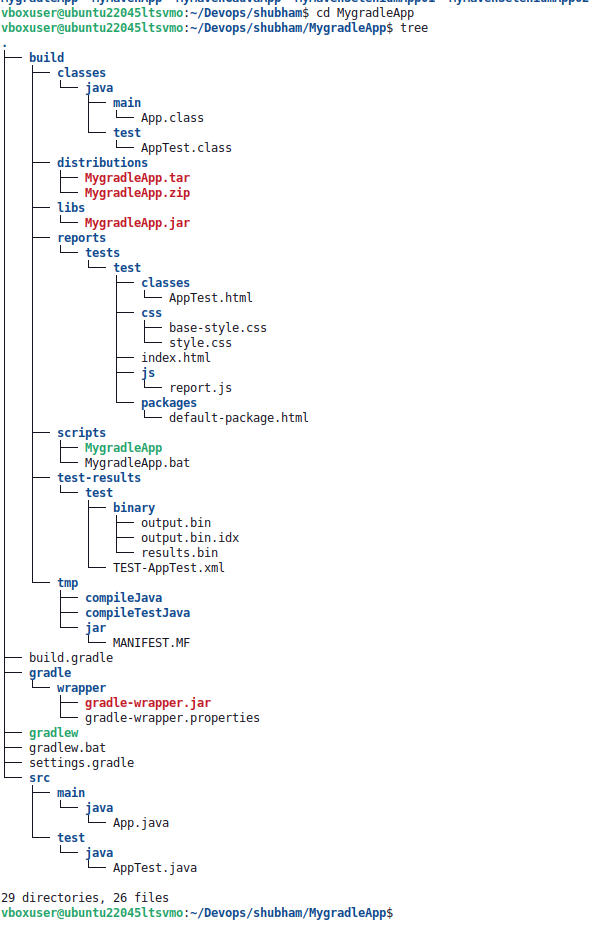 vboxuser@ubuntu22045ltsvmo:~/Devops/shubham$ cd MygradleApp
vboxuser@ubuntu22045ltsvmo:~/Devops/shubham/MygradleApp$ tree
.
├── build
│   ├── classes
│   │   └── java
│   │       ├── main
│   │       │   └── App.class
│   │       └── test
│   │           └── AppTest.class
│   ├── distributions
│   │   ├── MygradleApp.tar
│   │   └── MygradleApp.zip
│   ├── libs
│   │   └── MygradleApp.jar
│   ├── reports
│   │   └── tests
│   │       └── test
│   │           ├── classes
│   │           │   └── AppTest.html
│   │           ├── css
│   │           │   ├── base-style.css
│   │           │   └── style.css
│   │           ├── index.html
│   │           ├── js
│   │           │   └── report.js
│   │           └── packages
│   │               └── default-package.html
│   ├── scripts
│   │   ├── MygradleApp
│   │   └── MygradleApp.bat
│   ├── test-results
│   │   └── test
│   │       ├── binary
│   │       │   ├── output.bin
│   │       │   ├── output.bin.idx
│   │       │   └── results.bin
│   │       └── TEST-AppTest.xml
│   └── tmp
│       ├── compileJava
│       ├── compileTestJava
│       └── jar
│           └── MANIFEST.MF
├── build.gradle
├── gradle
│   └── wrapper
│       ├── gradle-wrapper.jar
│       └── gradle-wrapper.properties
├── gradlew
├── gradlew.bat
├── settings.gradle
└── src
    ├── main
    │   └── java
    │       └── App.java
    └── test
        └── java
            └── AppTest.java

29 directories, 26 files
vboxuser@ubuntu22045ltsvmo:~/Devops/shubham/MygradleApp$